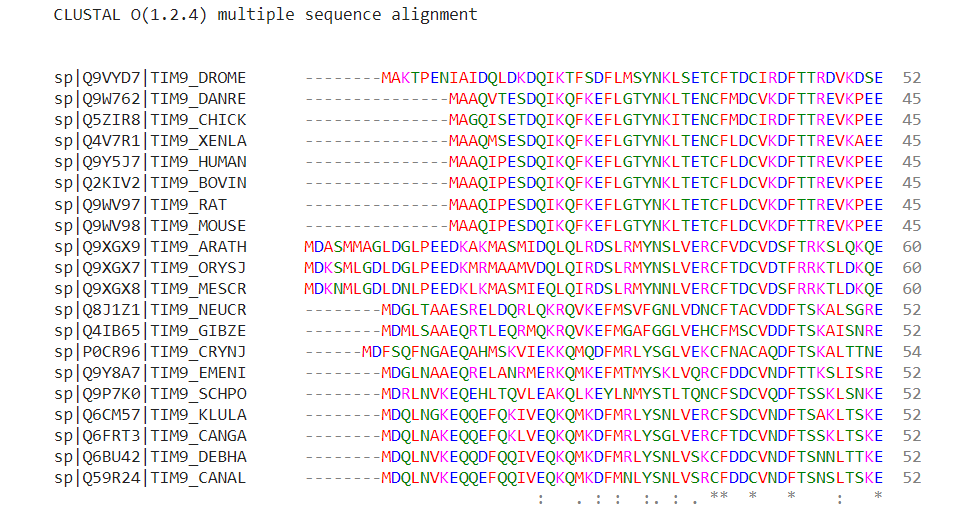 CLUSTAL O(1.2.4) multiple sequence alignment
sp|Q9VYD7|TIM9_DROME      --------MAKTPENIAIDQLDKDQIKTFSDFLMSYNKLSETCFTDCIRDFTTRDVKDSE  52
sp|Q9W762|TIM9_DANRE      ---------------MAAQVTESDQIKQFKEFLGTYNKLTENCFMDCVKDFTTREVKPEE  45
sp|Q5ZIR8|TIM9_CHICK      ---------------MAGQISETDQIKQFKEFLGTYNKITENCFMDCIRDFTTREVKPEE  45
sp|Q4V7R1|TIM9_XENLA      ---------------MAAQMSESDQIKQFKEFLGTYNKLTENCFLDCVKDFTTREVKAEE  45
sp|Q9Y5J7|TIM9_HUMAN      ---------------MAAQIPESDQIKQFKEFLGTYNKLTETCFLDCVKDFTTREVKPEE  45
sp|Q2KIV2|TIM9_BOVIN      ---------------MAAQIPESDQIKQFKEFLGTYNKLTETCFLDCVKDFTTREVKPEE  45
sp|Q9WV97|TIM9_RAT        ---------------MAAQIPESDQIKQFKEFLGTYNKLTETCFLDCVKDFTTREVKPEE  45
sp|Q9WV98|TIM9_MOUSE      ---------------MAAQIPESDQIKQFKEFLGTYNKLTETCFLDCVKDFTTREVKPEE  45
sp|Q9XGX9|TIM9_ARATH      MDASMMAGLDGLPEEDKAKMASMIDQLQLRDSLRMYNSLVERCFVDCVDSFTRKSLQKQE  60
sp|Q9XGX7|TIM9_ORYSJ      MDKSMLGDLDGLPEEDKMRMAAMVDQLQIRDSLRMYNSLVERCFTDCVDTFRRKTLDKQE  60
sp|Q9XGX8|TIM9_MESCR      MDKNMLGDLDNLPEEDKLKMASMIEQLQIRDSLRMYNNLVERCFTDCVDSFRRKTLDKQE  60
sp|Q8J1Z1|TIM9_NEUCR      --------MDGLTAAESRELDQRLQKRQVKEFMSVFGNLVDNCFTACVDDFTSKALSGRE  52
sp|Q4IB65|TIM9_GIBZE      --------MDMLSAAEQRTLEQRMQKRQVKEFMGAFGGLVEHCFMSCVDDFTSKAISNRE  52
sp|P0CR96|TIM9_CRYNJ      ------MDFSQFNGAEQAHMSKVIEKKQMQDFMRLYSGLVEKCFNACAQDFTSKALTTNE  54
sp|Q9Y8A7|TIM9_EMENI      --------MDGLNAAEQRELANRMERKQMKEFMTMYSKLVQRCFDDCVNDFTTKSLISRE  52
sp|Q9P7K0|TIM9_SCHPO      --------MDRLNVKEQEHLTQVLEAKQLKEYLNMYSTLTQNCFSDCVQDFTSSKLSNKE  52
sp|Q6CM57|TIM9_KLULA      --------MDQLNGKEQQEFQKIVEQKQMKDFMRLYSNLVERCFSDCVNDFTSAKLTSKE  52
sp|Q6FRT3|TIM9_CANGA      --------MDQLNAKEQQEFQKLVEQKQMKDFMRLYSGLVERCFTDCVNDFTSSKLTSKE  52
sp|Q6BU42|TIM9_DEBHA      --------MDQLNVKEQQDFQQIVEQKQMKDFMRLYSNLVSKCFDDCVNDFTSNNLTTKE  52
sp|Q59R24|TIM9_CANAL      --------MDQLNVKEQQEFQQIVEQKQMKDFMNLYSNLVSRCFDDCVNDFTSNSLTSKE  52
                                                  :   . : :  :. : . **  *   *    :   *